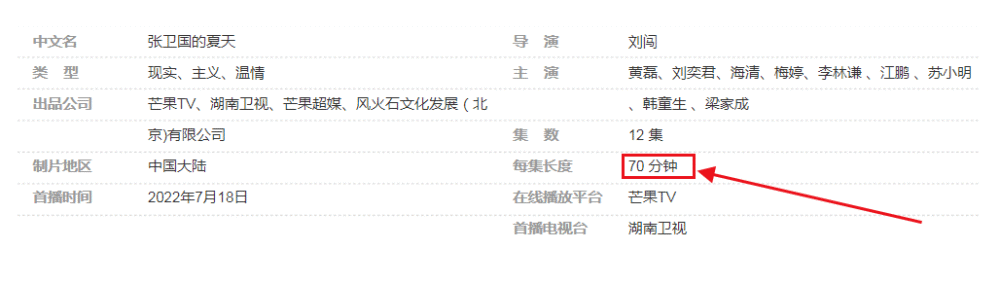 中文名 张卫国的夏天
类 型 现实、主义、温情
出品公司 芒果TV、湖南卫视、芒果超媒、风火石文化发展（北
京)有限公司
制片地区 中国大陆
首播时间 2022年7月18日
导 演 刘闯
主 演 黄磊、刘奕君、海清、梅婷、李林谦 、江鹏 、苏小明
、韩童生 、梁家成
集 数 12 集
每集长度 70 分钟
在线播放平台 芒果TV
首播电视台 湖南卫视